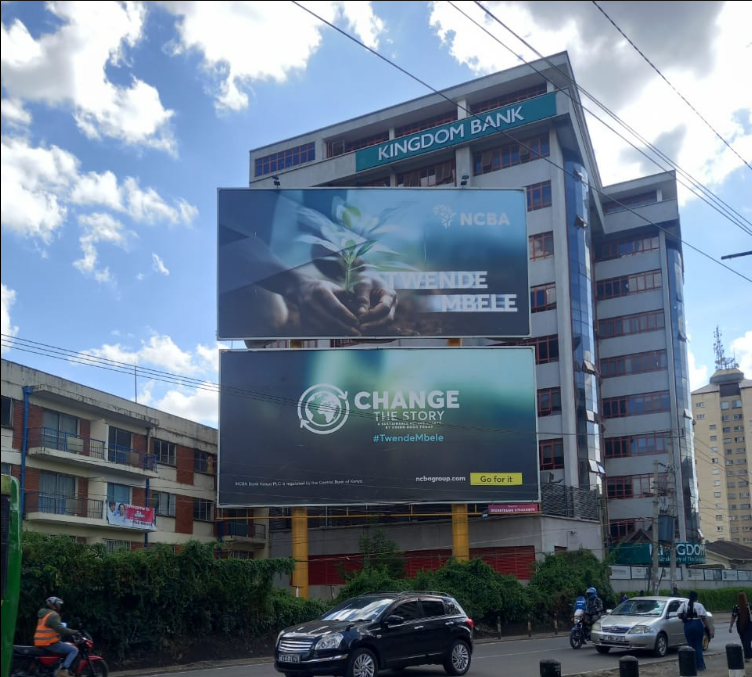 KINGDOM BANK
NCBA
TWENDE
MBELE
CHANGE
THE STORY
#TwendeMbele
NCBA Bank Kenya PLC is regulated by the Central Bank of Kenya.
ncbagroup.com
Go for it
KINGDOM